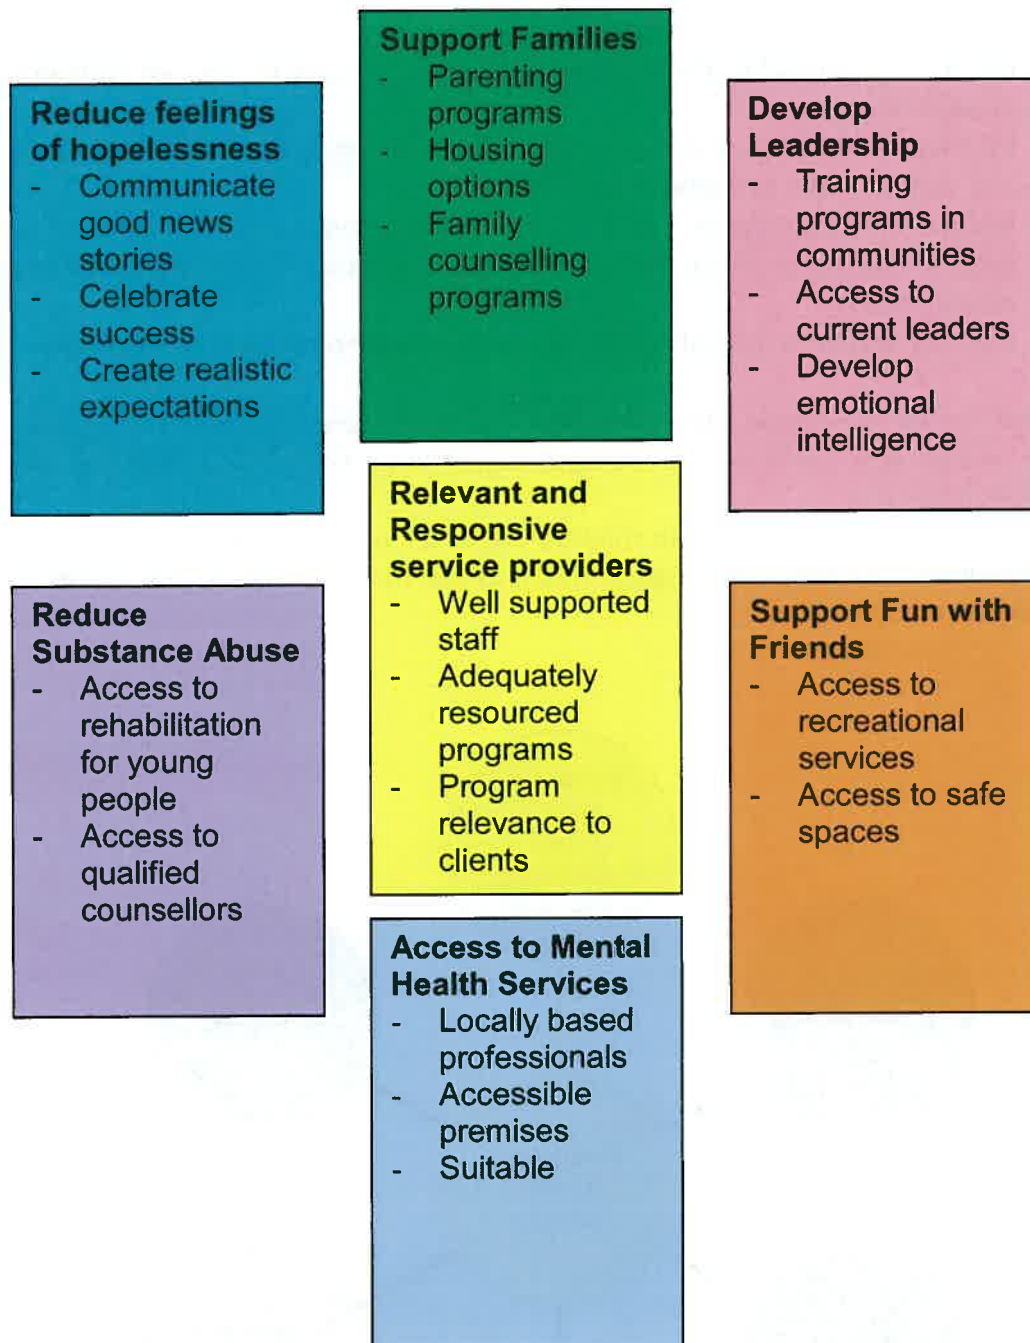 Support Families
- Parenting
programs
- Housing
options
- Family
counselling
programs
Reduce feelings
of hopelessness
- Communicate
good news
stories
- Celebrate
success
- Create realistic
expectations
Develop
Leadership
- Training
programs in
communities
- Access to
current leaders
- Develop
emotional
intelligence
Relevant and
Responsive
service providers
- Well supported
staff
- Adequately
resourced
programs
- Program
relevance to
clients
Reduce
Substance Abuse
- Access to
rehabilitation
for young
people
- Access to
qualified
counsellors
Support Fun with
Friends
- Access to
recreational
services
- Access to safe
spaces
Access to Mental
Health Services
- Locally based
professionals
- Accessible
premises
- Suitable